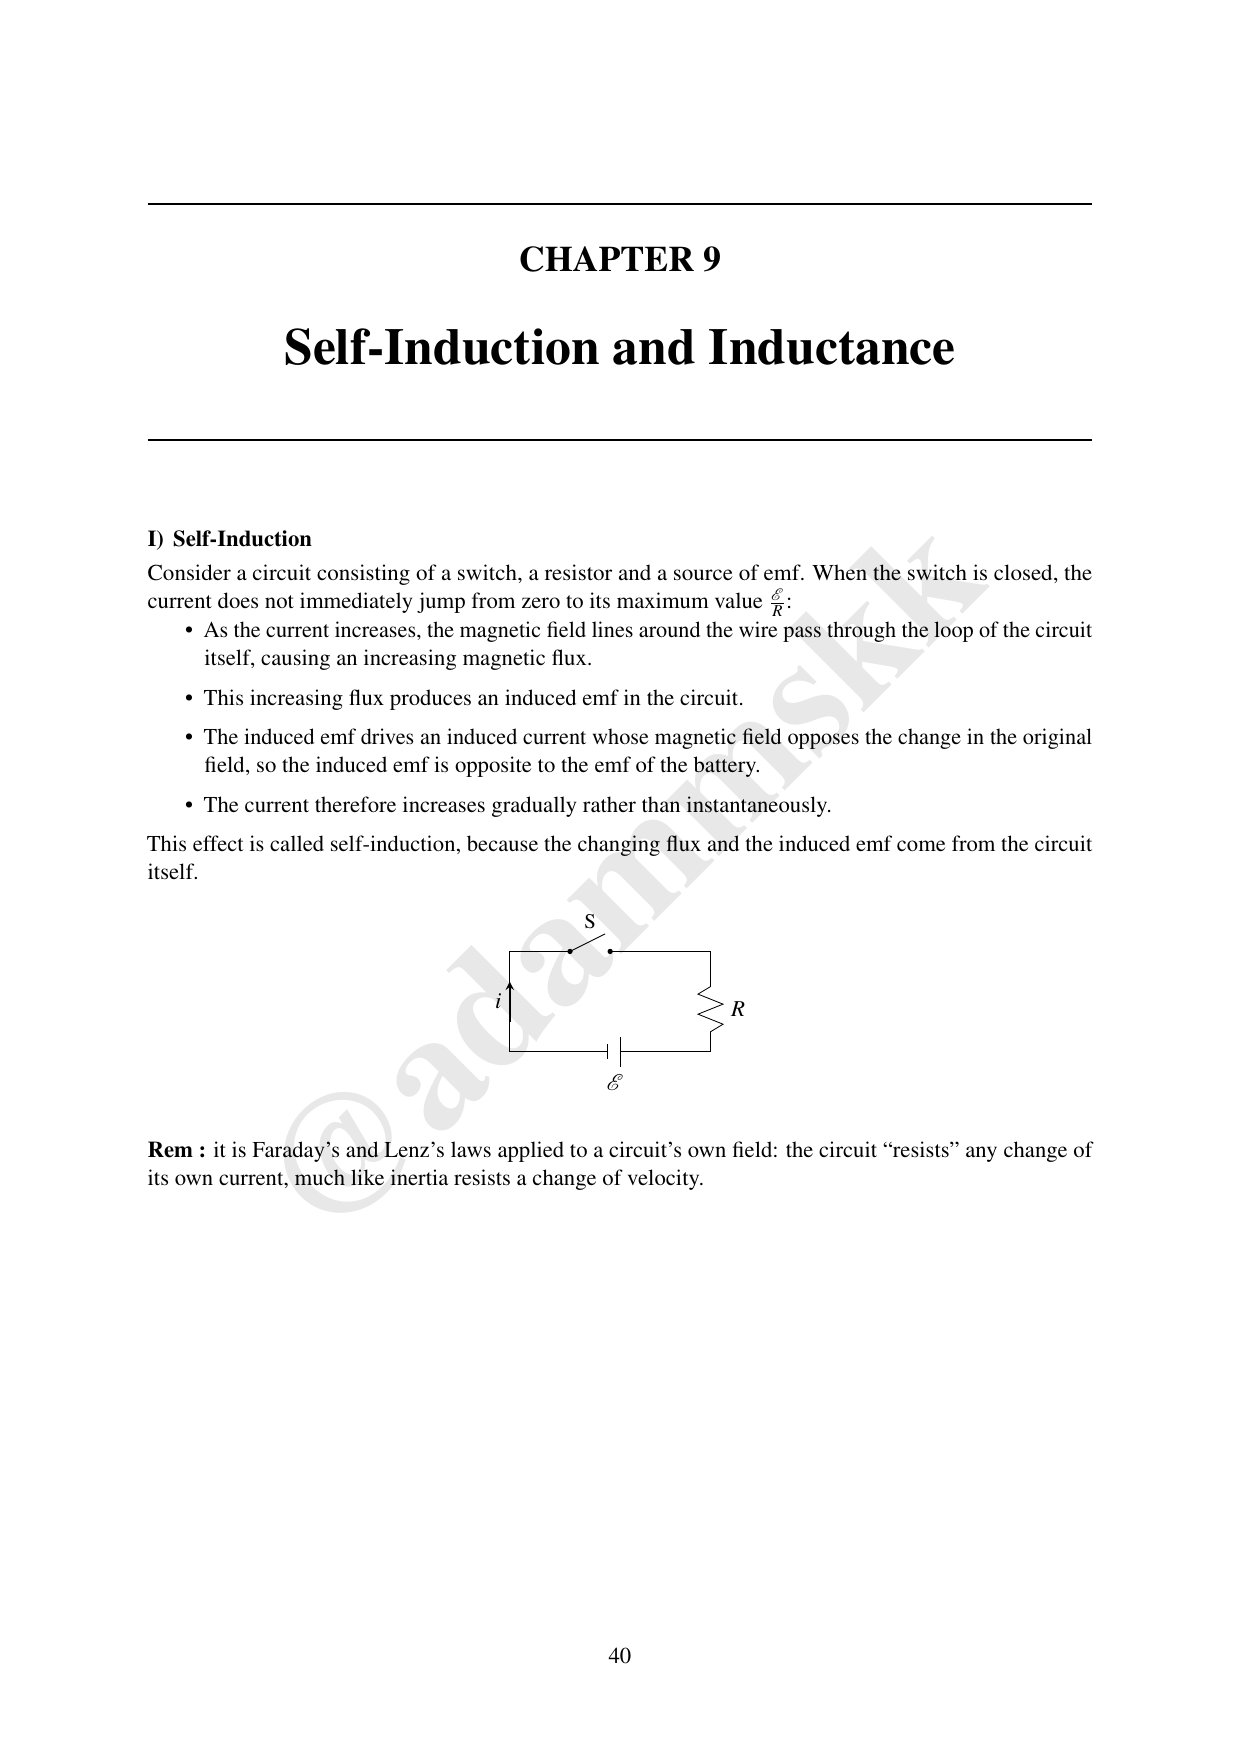 CHAPTER 9
Self-Induction and Inductance
I) Self-Induction
Consider a circuit consisting of a switch, a resistor and a source of emf. When the switch is closed, the
current does not immediately jump from zero to its maximum value ℰ/R:
• As the current increases, the magnetic field lines around the wire pass through the loop of the circuit
itself, causing an increasing magnetic flux.
• This increasing flux produces an induced emf in the circuit.
• The induced emf drives an induced current whose magnetic field opposes the change in the original
field, so the induced emf is opposite to the emf of the battery.
• The current therefore increases gradually rather than instantaneously.
This effect is called self-induction, because the changing flux and the induced emf come from the circuit
itself.
S
i
R
ℰ
Rem : it is Faraday’s and Lenz’s laws applied to a circuit’s own field: the circuit “resists” any change of
its own current, much like inertia resists a change of velocity.
40
@adammskk